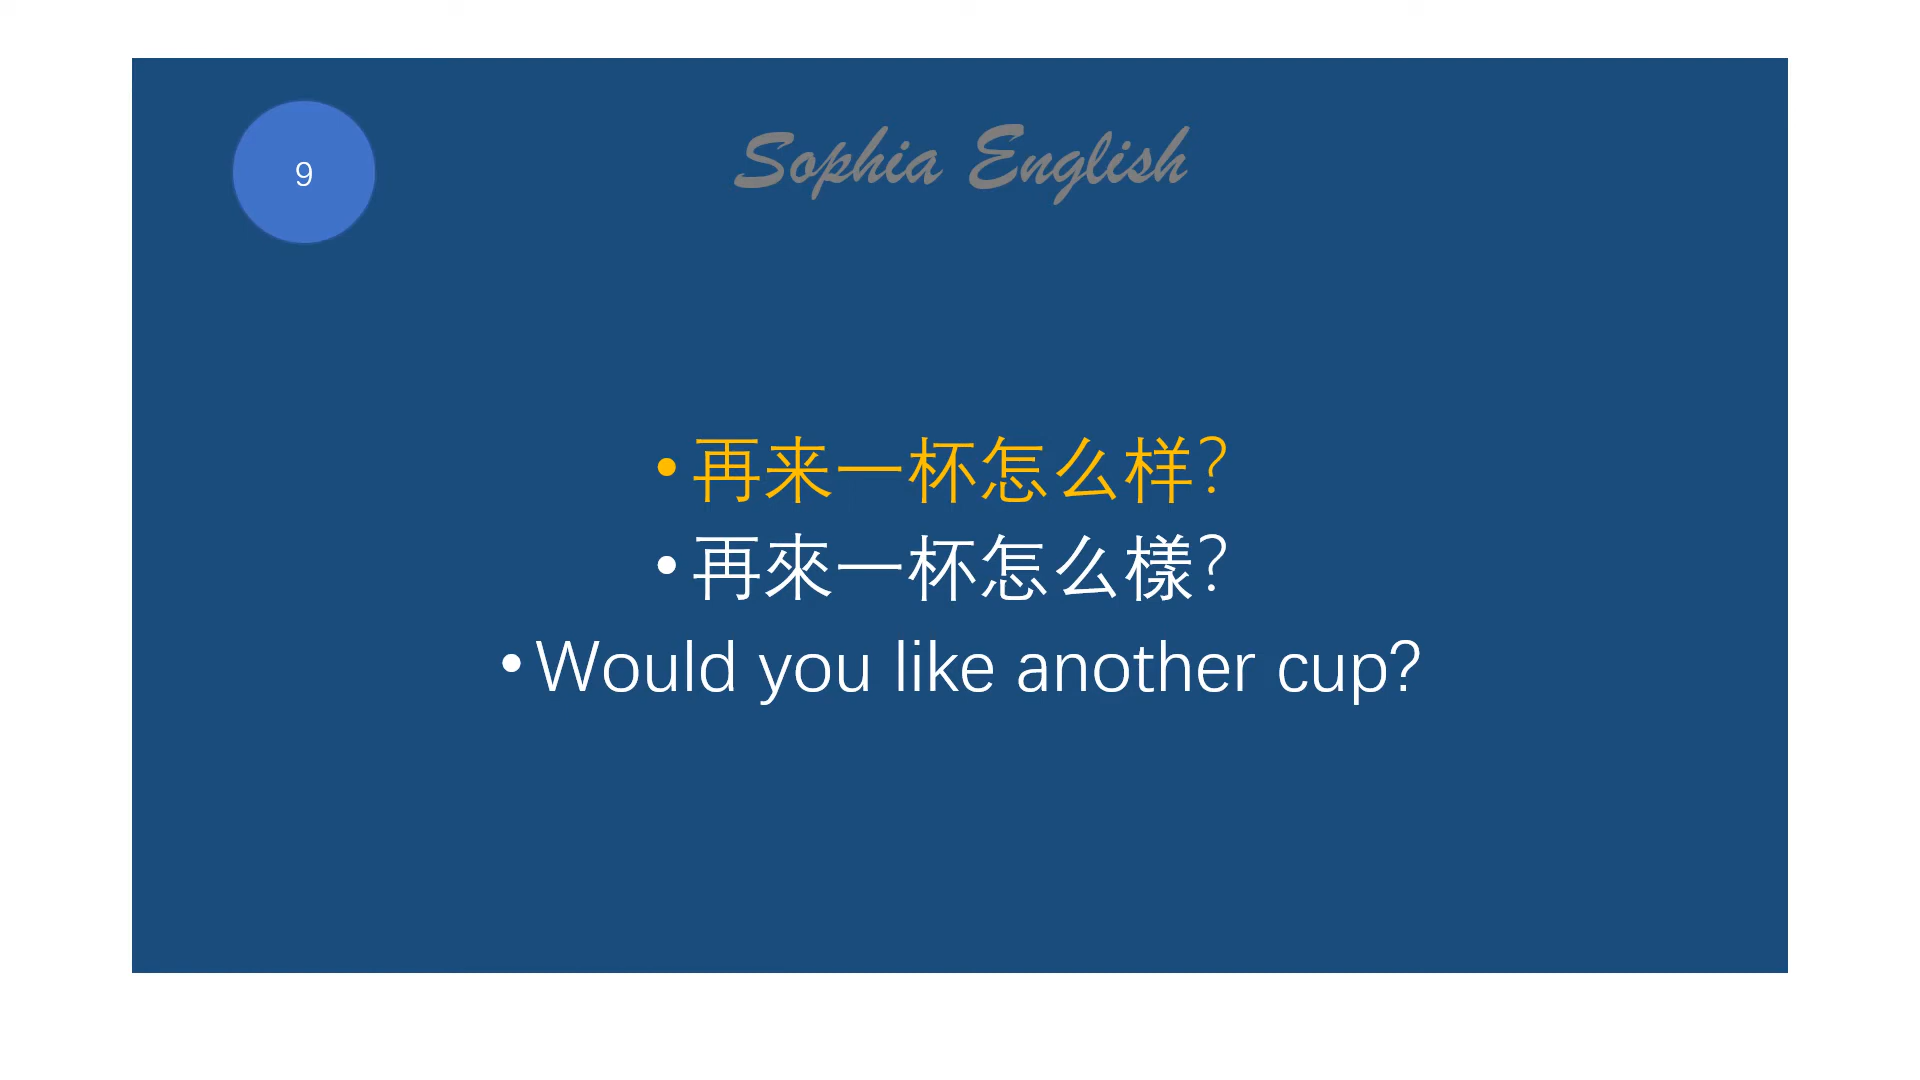 9
Sophia English
• 再来一杯怎么样？
• 再來一杯怎么樣？
• Would you like another cup?